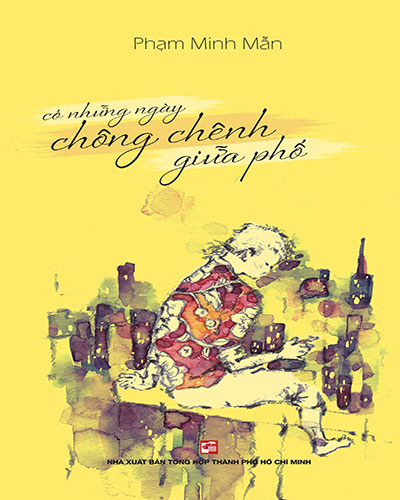 Phạm Minh Mẫn
có những ngày
chông chênh
giữa phố
NHÀ XUẤT BẢN TỔNG HỢP THÀNH PHỐ HỒ CHÍ MINH